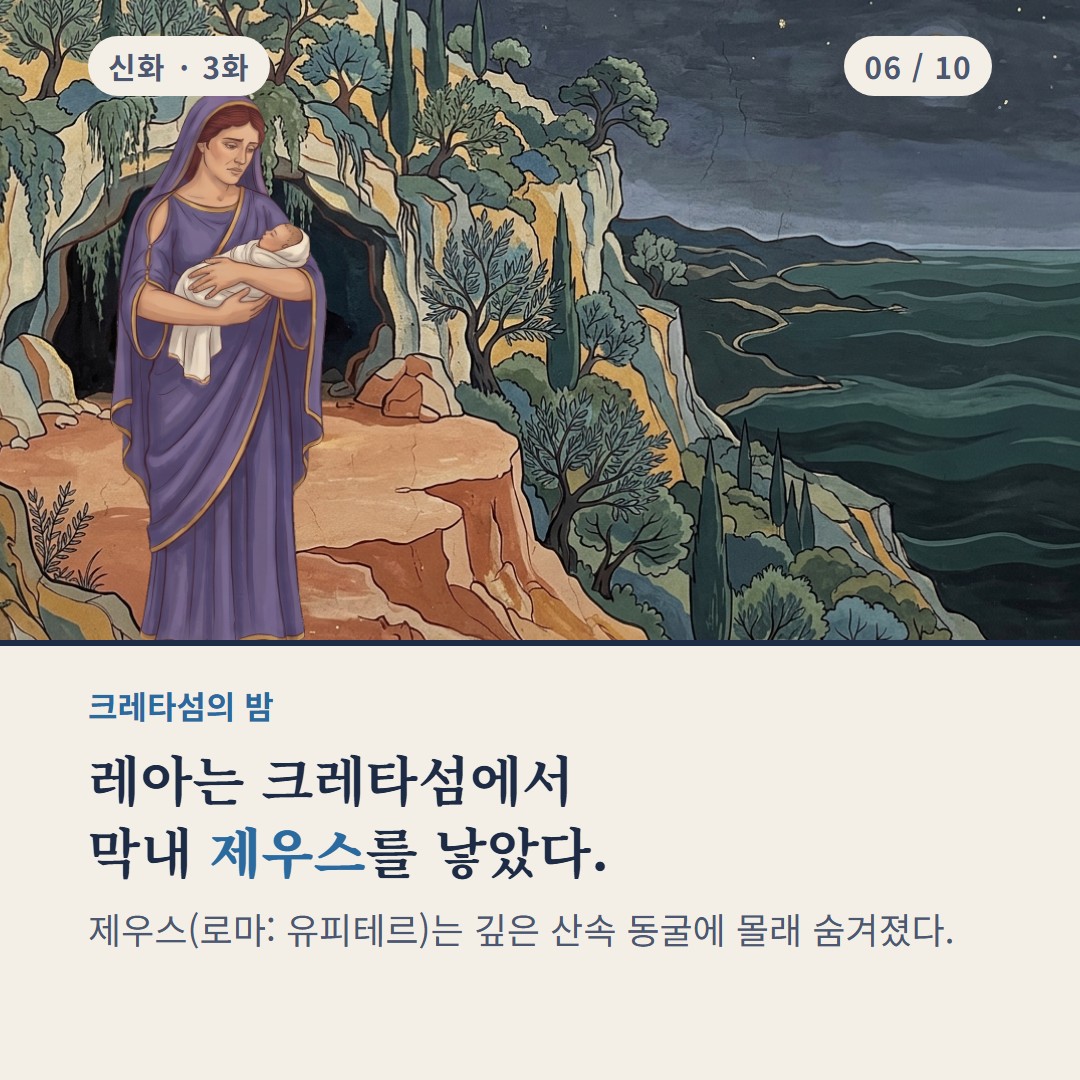 신화 · 3화
06 / 10
크레타섬의 밤
레아는 크레타섬에서
막내 제우스를 낳았다.
제우스(로마: 유피테르)는 깊은 산속 동굴에 몰래 숨겨졌다.